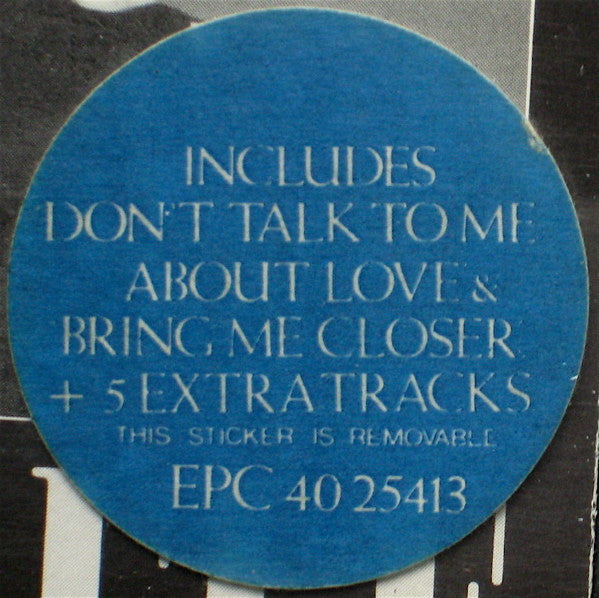 INCLUDES
DON'T TALK TO ME
ABOUT LOVE &
BRING ME CLOSER
+ 5 EXTRA TRACKS
THIS STICKER IS REMOVABLE
EPC 40 25413